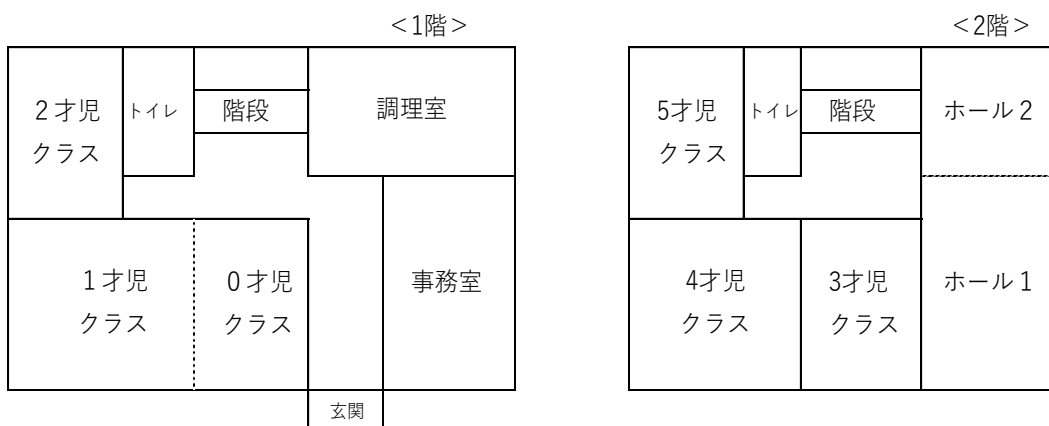 ＜1階＞
2才児
クラス
トイレ
階段
調理室
1才児
クラス
0才児
クラス
事務室
玄関
＜2階＞
5才児
クラス
トイレ
階段
ホール2
4才児
クラス
3才児
クラス
ホール1